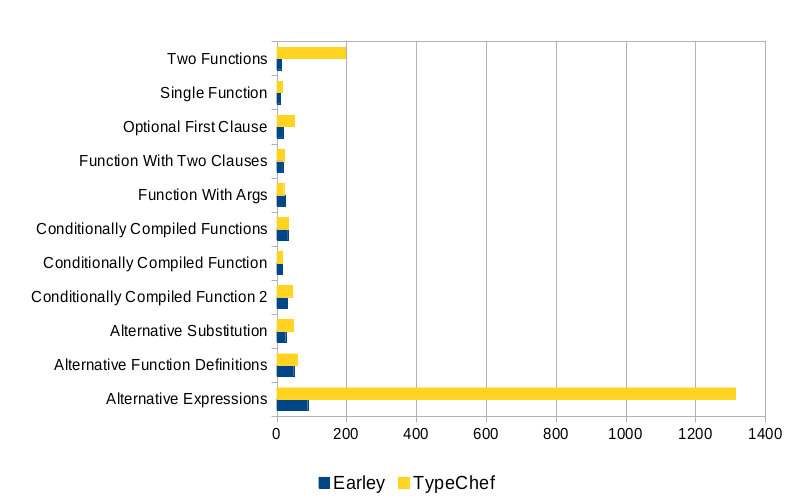 Two Functions
Single Function
Optional First Clause
Function With Two Clauses
Function With Args
Conditionally Compiled Functions
Conditionally Compiled Function
Conditionally Compiled Function 2
Alternative Substitution
Alternative Function Definitions
Alternative Expressions
0 200 400 600 800 1000 1200 1400
Earley TypeChef